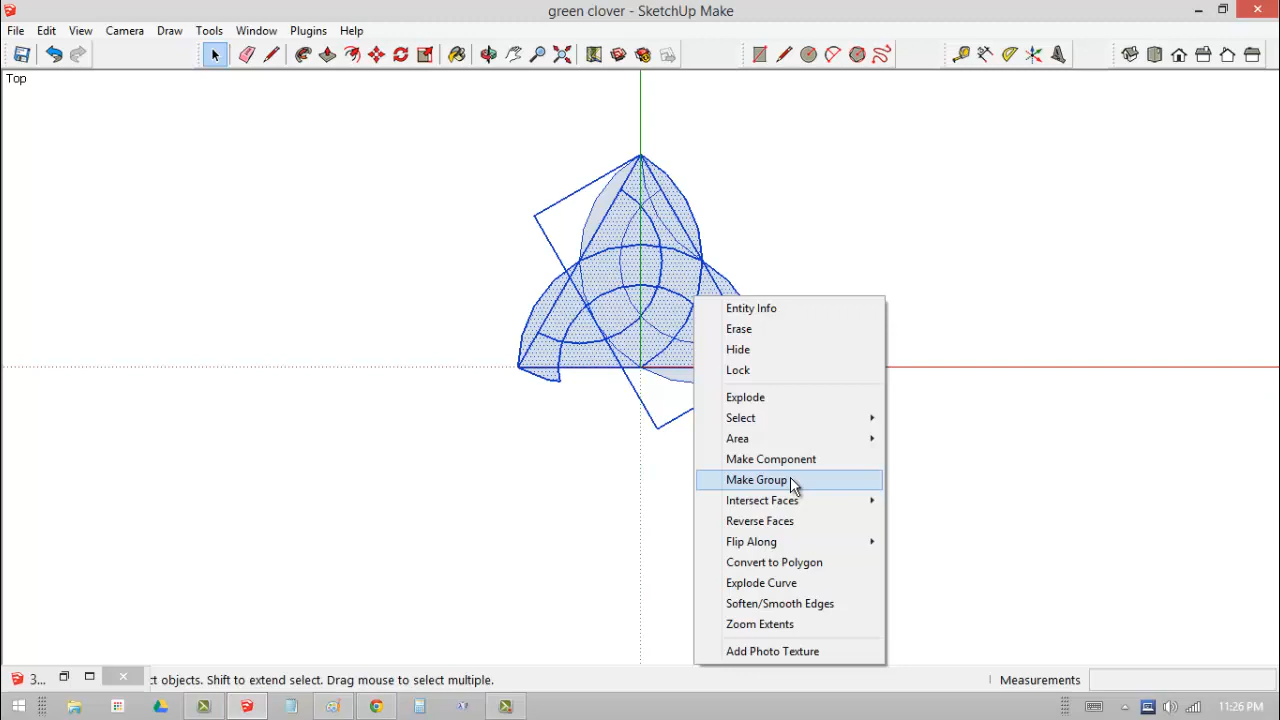 green clover - SketchUp Make
File Edit View Camera Draw Tools Window Plugins Help
Top
Entity Info
Erase
Hide
Lock
Explode
Select
Area
Make Component
Make Group
Intersect Faces
Reverse Faces
Flip Along
Convert to Polygon
Explode Curve
Soften/Smooth Edges
Zoom Extents
Add Photo Texture
3... ct objects. Shift to extend select. Drag mouse to select multiple. Measurements
11:26 PM